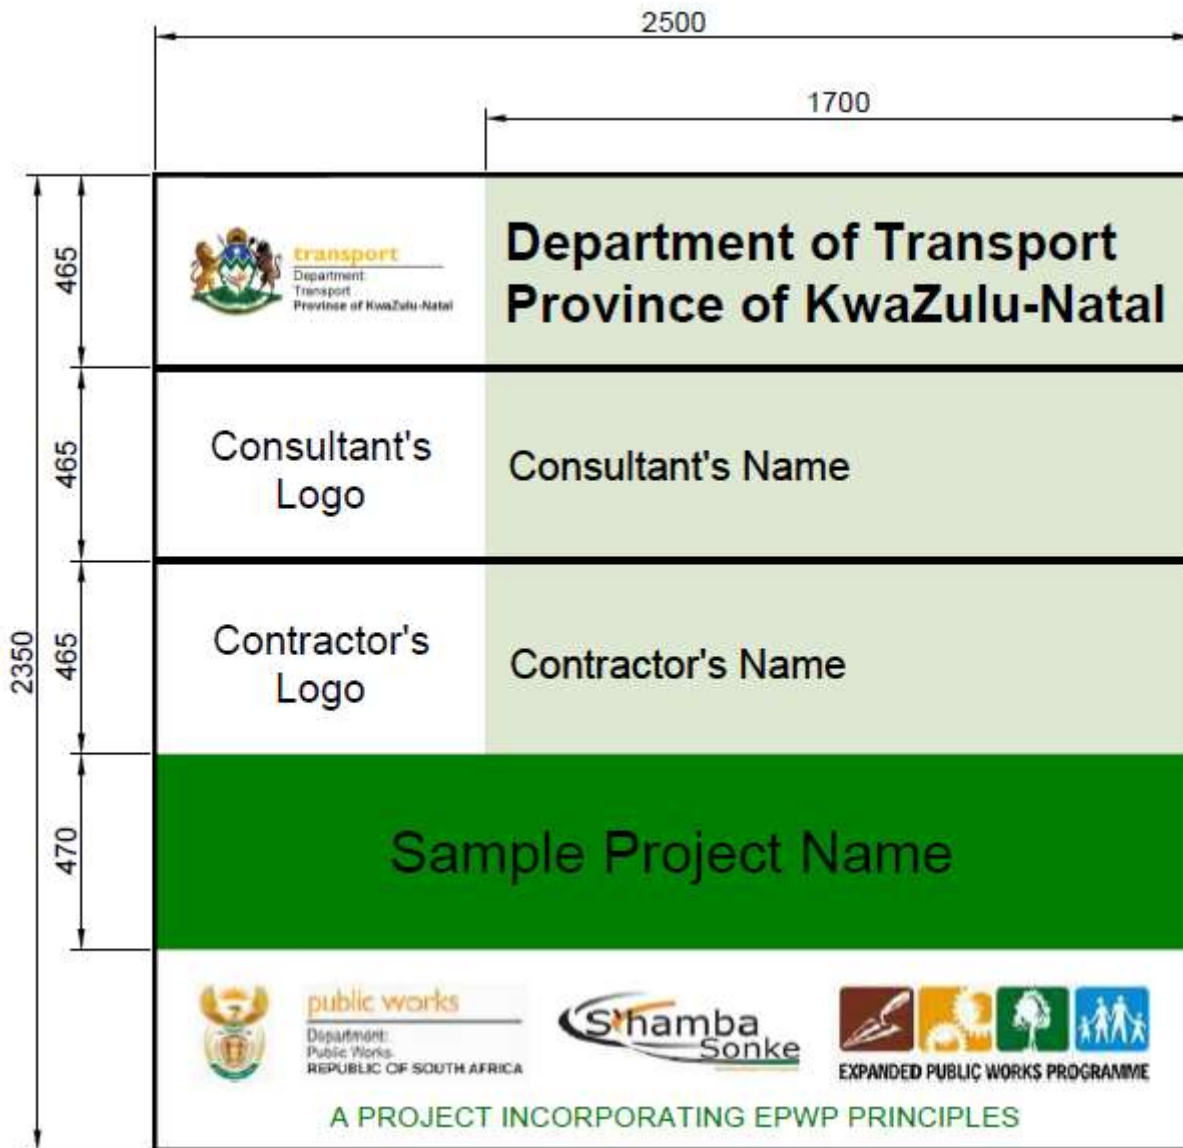 2500
1700
2350
465
transport
Department
Transport
Province of KwaZulu-Natal
Department of Transport
Province of KwaZulu-Natal
465
Consultant's
Logo
Consultant's Name
465
Contractor's
Logo
Contractor's Name
470
Sample Project Name
public works
Department:
Public Works
REPUBLIC OF SOUTH AFRICA
S'hamba
Sonke
EXPANDED PUBLIC WORKS PROGRAMME
A PROJECT INCORPORATING EPWP PRINCIPLES